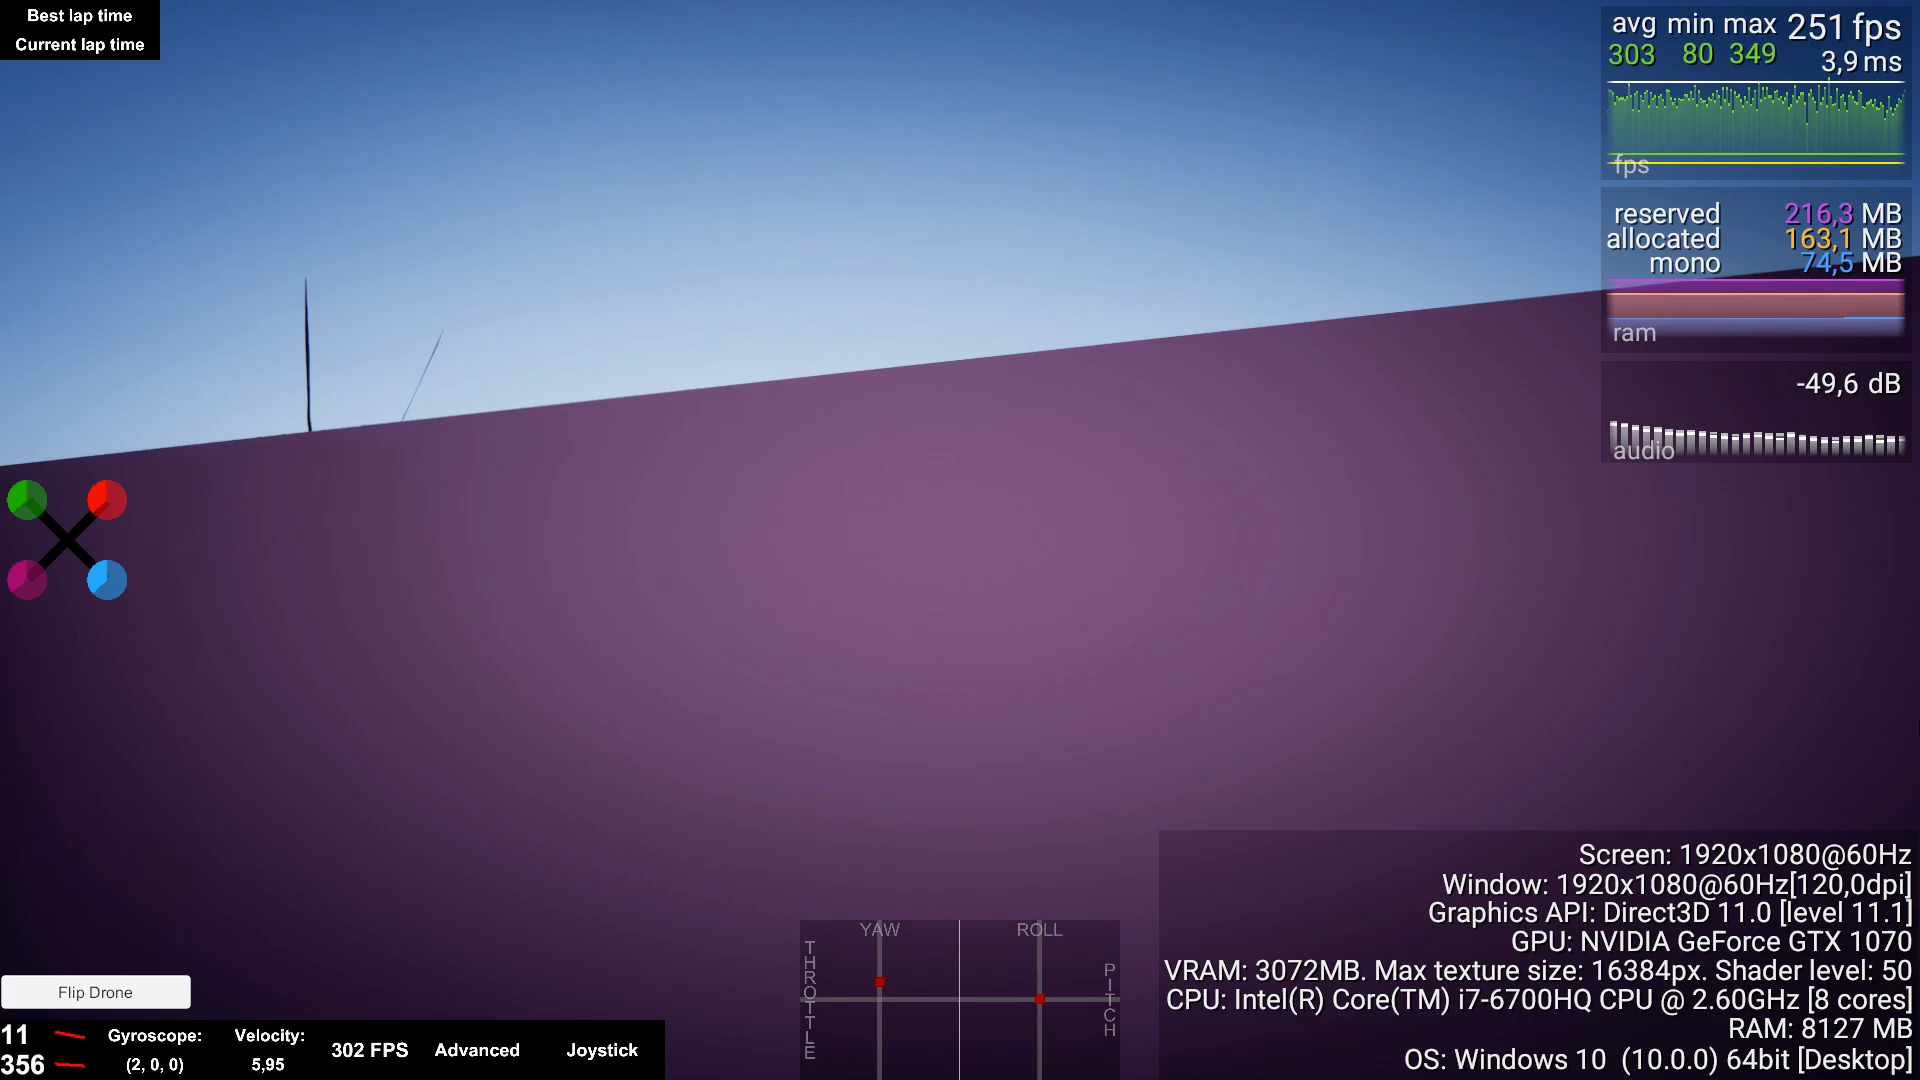 Best lap time
Current lap time
avg min max 251 fps
303 80 349 3,9 ms
fps
reserved 216,3 MB
allocated 163,1 MB
mono 74,5 MB
ram
-49,6 dB
audio
Flip Drone
11
356
Gyroscope:
(2, 0, 0)
Velocity:
5,95
302 FPS
Advanced
Joystick
YAW
ROLL
THROTTLE
PITCH
Screen: 1920x1080@60Hz
Window: 1920x1080@60Hz[120,0dpi]
Graphics API: Direct3D 11.0 [level 11.1]
GPU: NVIDIA GeForce GTX 1070
VRAM: 3072MB. Max texture size: 16384px. Shader level: 50
CPU: Intel(R) Core(TM) i7-6700HQ CPU @ 2.60GHz [8 cores]
RAM: 8127 MB
OS: Windows 10 (10.0.0) 64bit [Desktop]